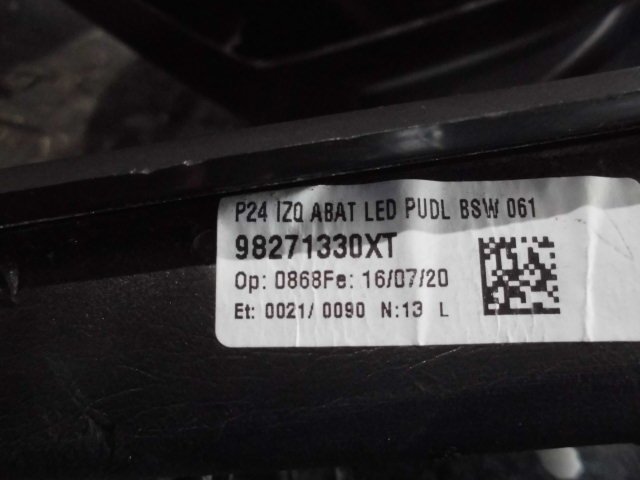 P24 IZQ ABAT LED PUDL BSW 061
98271330XT
Op: 0868Fe: 16/07/20
Et: 0021/ 0090 N:13 L